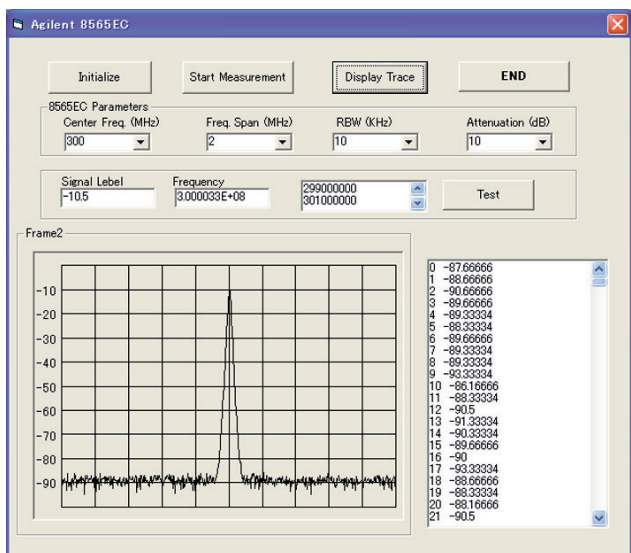 Agilent 8565EC
Initialize
Start Measurement
Display Trace
END
8565EC Parameters
Center Freq. (MHz)
Freq. Span (MHz)
RBW (KHz)
Attenuation (dB)
300
2
10
10
Signal Lebel
Frequency
-10.5
3.000033E+08
299000000
301000000
Test
Frame2
-10
-20
-30
-40
-50
-60
-70
-80
-90
0 -87.66666
1 -88.66666
2 -90.66666
3 -89.66666
4 -89.33334
5 -88.33334
6 -89.66666
7 -89.33334
8 -89.33334
9 -93.33334
10 -86.16666
11 -88.33334
12 -90.5
13 -91.33334
14 -90.33334
15 -89.66666
16 -90
17 -93.33334
18 -88.66666
19 -88.33334
20 -88.16666
21 -90.5